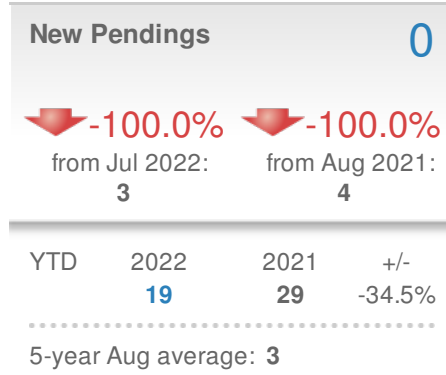 New Pendings 0
-100.0% -100.0%
from Jul 2022: from Aug 2021:
3 4
YTD 2022 2021 +/-
19 29 -34.5%
5-year Aug average: 3